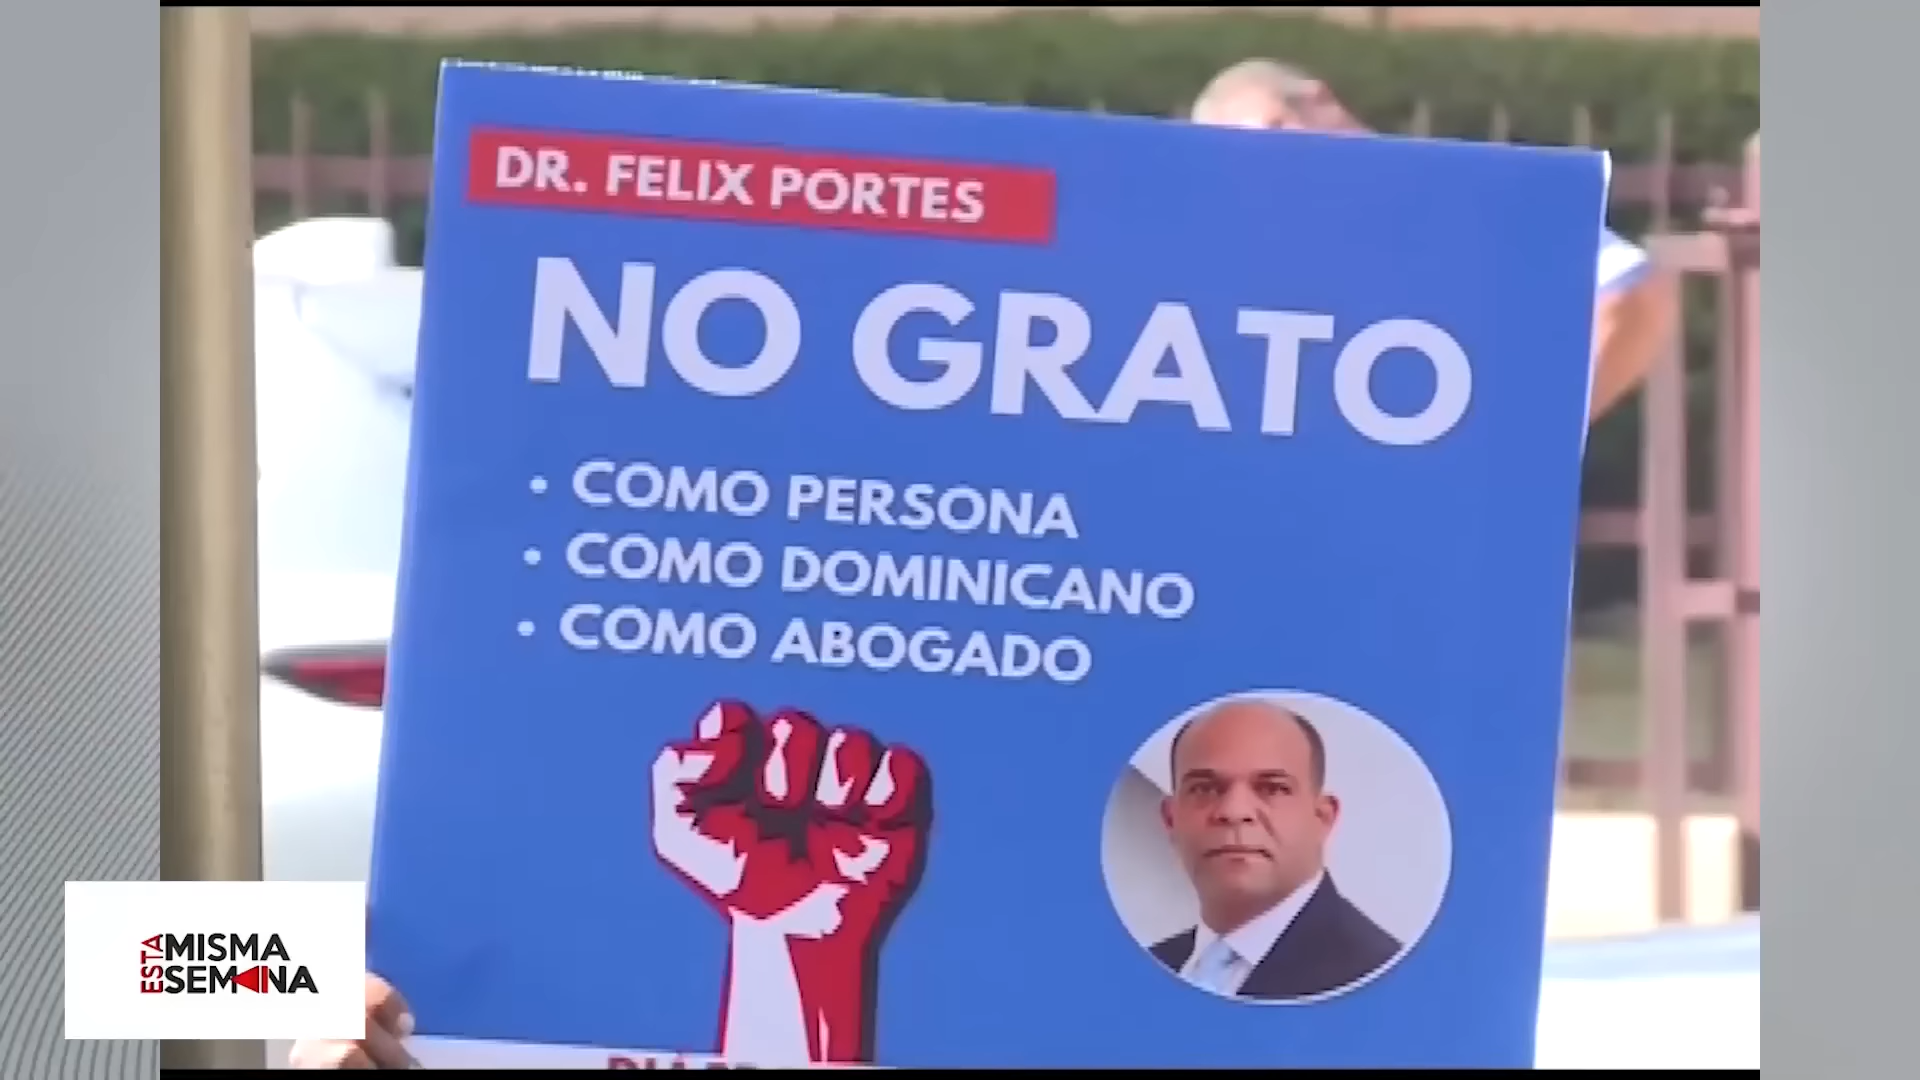 DR. FELIX PORTES
NO GRATO
• COMO PERSONA
• COMO DOMINICANO
• COMO ABOGADO
ESTA
MISMA
SEMANA